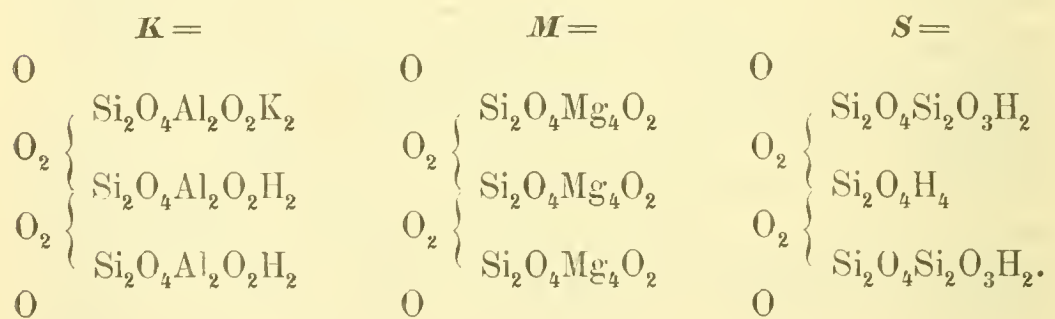 K = M = S =
O O O
Si₂O₄Al₂O₂K₂ Si₂O₄Mg₄O₂ Si₂O₄Si₂O₃H₂
O₂ { O₂ { O₂ {
Si₂O₄Al₂O₂H₂ Si₂O₄Mg₄O₂ Si₂O₄H₄
O₂ { O₂ { O₂ {
Si₂O₄Al₂O₂H₂ Si₂O₄Mg₄O₂ Si₂O₄Si₂O₃H₂.
O O O